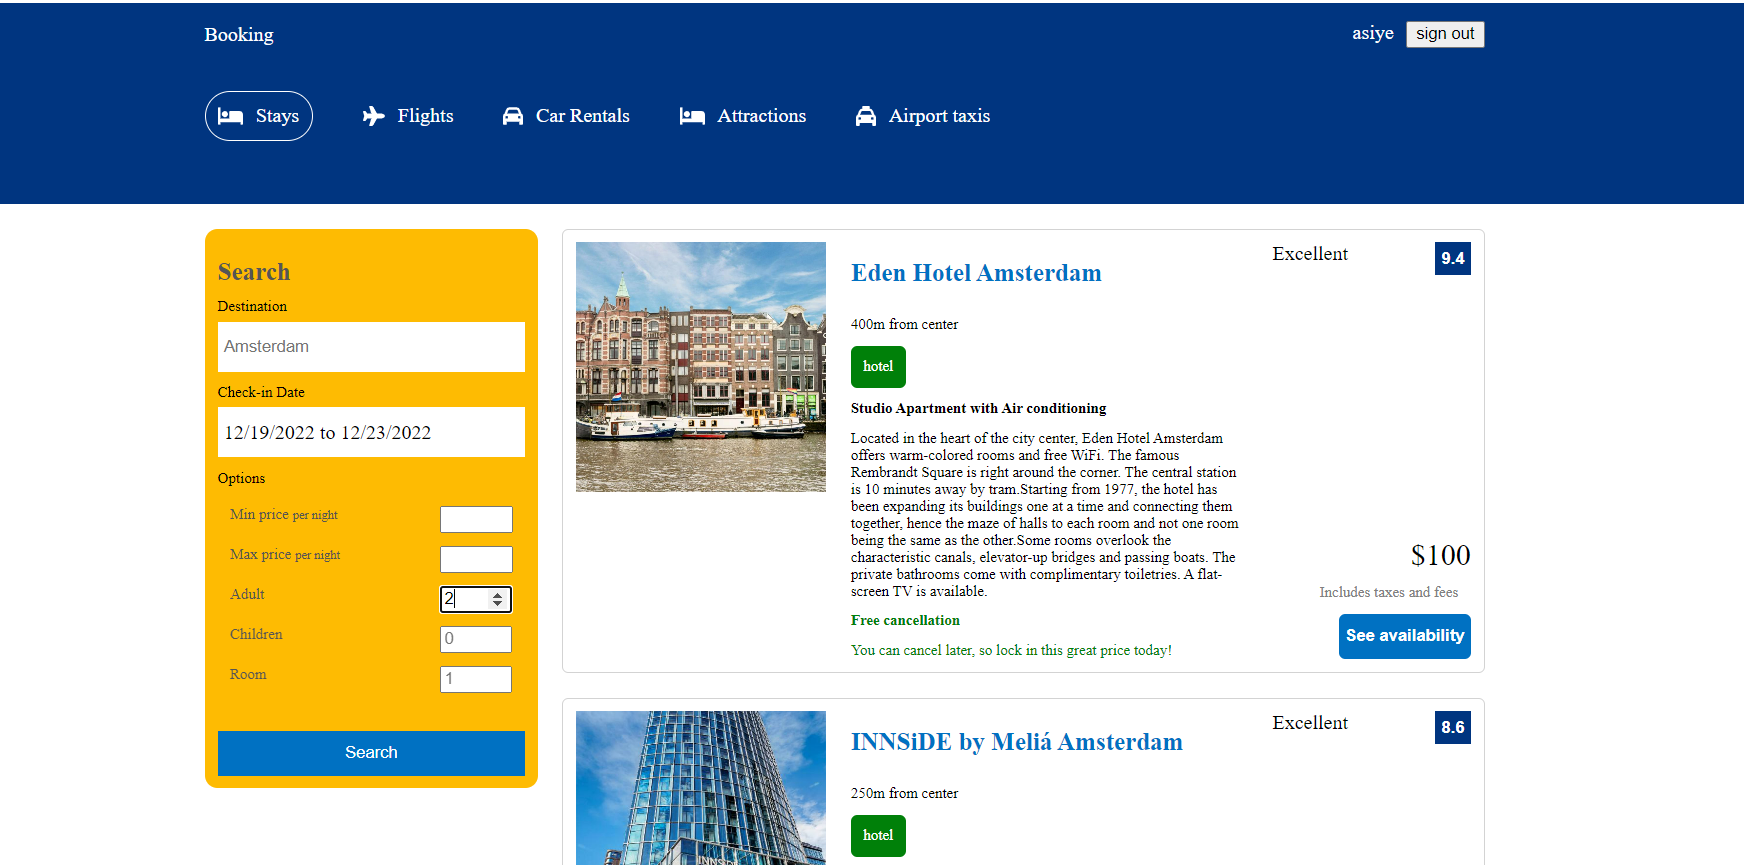 Booking
asiye
sign out
Stays
Flights
Car Rentals
Attractions
Airport taxis
Search
Destination
Amsterdam
Check-in Date
12/19/2022 to 12/23/2022
Options
Min price per night
Max price per night
Adult
2
Children
0
Room
1
Search
Eden Hotel Amsterdam
Excellent
9.4
400m from center
hotel
Studio Apartment with Air conditioning
Located in the heart of the city center, Eden Hotel Amsterdam
offers warm-colored rooms and free WiFi. The famous
Rembrandt Square is right around the corner. The central station
is 10 minutes away by tram.Starting from 1977, the hotel has
been expanding its buildings one at a time and connecting them
together, hence the maze of halls to each room and not one room
being the same as the other.Some rooms overlook the
characteristic canals, elevator-up bridges and passing boats. The
private bathrooms come with complimentary toiletries. A flat-
screen TV is available.
Free cancellation
You can cancel later, so lock in this great price today!
$100
Includes taxes and fees
See availability
INNSiDE by Meliá Amsterdam
Excellent
8.6
250m from center
hotel
INNSiDE